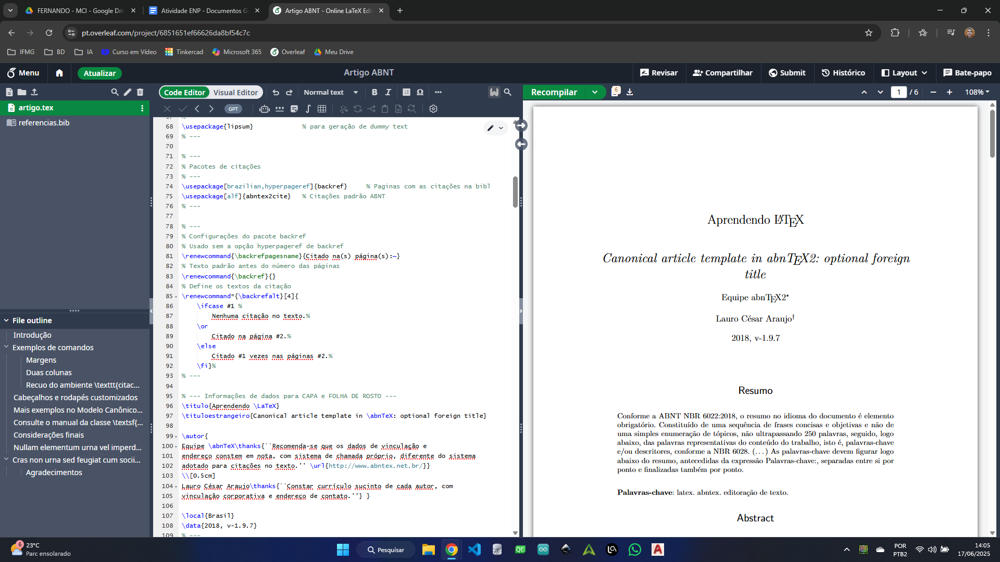 FERNANDO - MCI - Google Driv
Atividade ENP - Documentos G
Artigo ABNT - Online LaTeX Edi
pt.overleaf.com/project/6851651ef66626da8bf54c7c
IFMG
BD
IA
Curso em Vídeo
Tinkercad
Microsoft 365
Overleaf
Meu Drive
Menu
Atualizar
Artigo ABNT
Revisar
Compartilhar
Submit
Histórico
Layout
Bate-papo
Code Editor
Visual Editor
Normal text
B
I
Ω
Recompilar
6
1 / 6
108%
GPT
artigo.tex
referencias.bib
File outline
Introdução
Exemplos de comandos
Margens
Duas colunas
Recuo do ambiente \texttt{citac...
Cabeçalhos e rodapés customizados
Mais exemplos no Modelo Canônico...
Consulte o manual da classe \textsf{...
Considerações finais
Nullam elementum urna vel imperd...
Cras non urna sed feugiat cum sociis...
Agradecimentos
67 %
68 \usepackage{lipsum} % para geração de dummy text
69 % ---
70
71 % ---
72 % Pacotes de citações
73 % ---
74 \usepackage[brazilian,hyperpageref]{backref} % Paginas com as citações na bibl
75 \usepackage[alf]{abntex2cite} % Citações padrão ABNT
76 % ---
77
78 % ---
79 % Configurações do pacote backref
80 % Usado sem a opção hyperpageref de backref
81 \renewcommand{\backrefpagesname}{Citado na(s) página(s):~}
82 % Texto padrão antes do número das páginas
83 \renewcommand{\backref}{}
84 % Define os textos da citação
85 \renewcommand*{\backrefalt}[4]{
86 \ifcase #1 %
87 Nenhuma citação no texto.%
88 \or
89 Citado na página #2.%
90 \else
91 Citado #1 vezes nas páginas #2.%
92 \fi}%
93 % ---
94
95 % --- Informações de dados para CAPA e FOLHA DE ROSTO ---
96 \titulo{Aprendendo \LaTeX}
97 \tituloestrangeiro{Canonical article template in \abnTeX: optional foreign title}
98
99 \autor{
100 Equipe \abnTeX\thanks{``Recomenda-se que os dados de vinculação e
101 endereço constem em nota, com sistema de chamada próprio, diferente do sistema
102 adotado para citações no texto.'' \url{http://www.abntex.net.br/}}
103 \\[0.5cm]
104 Lauro César Araujo\thanks{``Constar currículo sucinto de cada autor, com
105 vinculação corporativa e endereço de contato.''} }
106
107 \local{Brasil}
108 \data{2018, v-1.9.7}
109 % ---
Aprendendo LATEX
Canonical article template in abnTEX2: optional foreign
title
Equipe abnTEX2*
Lauro César Araujo†
2018, v-1.9.7
Resumo
Conforme a ABNT NBR 6022:2018, o resumo no idioma do documento é elemento
obrigatório. Constituído de uma sequência de frases concisas e objetivas e não de
uma simples enumeração de tópicos, não ultrapassando 250 palavras, seguido, logo
abaixo, das palavras representativas do conteúdo do trabalho, isto é, palavras-chave
e/ou descritores, conforme a NBR 6028. (...) As palavras-chave devem figurar logo
abaixo do resumo, antecedidas da expressão Palavras-chave:, separadas entre si por
ponto e finalizadas também por ponto.
Palavras-chave: latex. abntex. editoração de texto.
Abstract
6
23°C
Parc ensolarado
Pesquisar
QC
POR
PTB2
14:05
17/06/2025